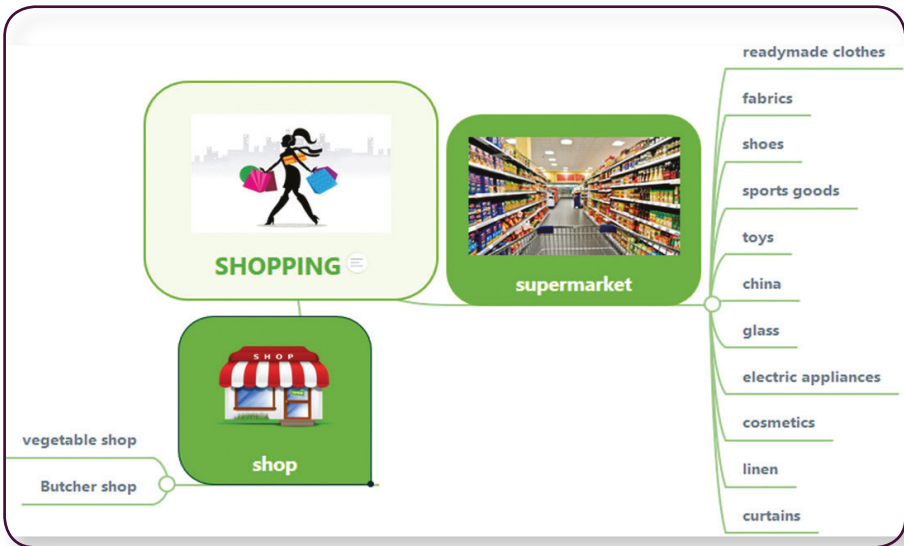 SHOPPING
supermarket
readymade clothes
fabrics
shoes
sports goods
toys
china
glass
electric appliances
cosmetics
linen
curtains
SHOP
shop
vegetable shop
Butcher shop